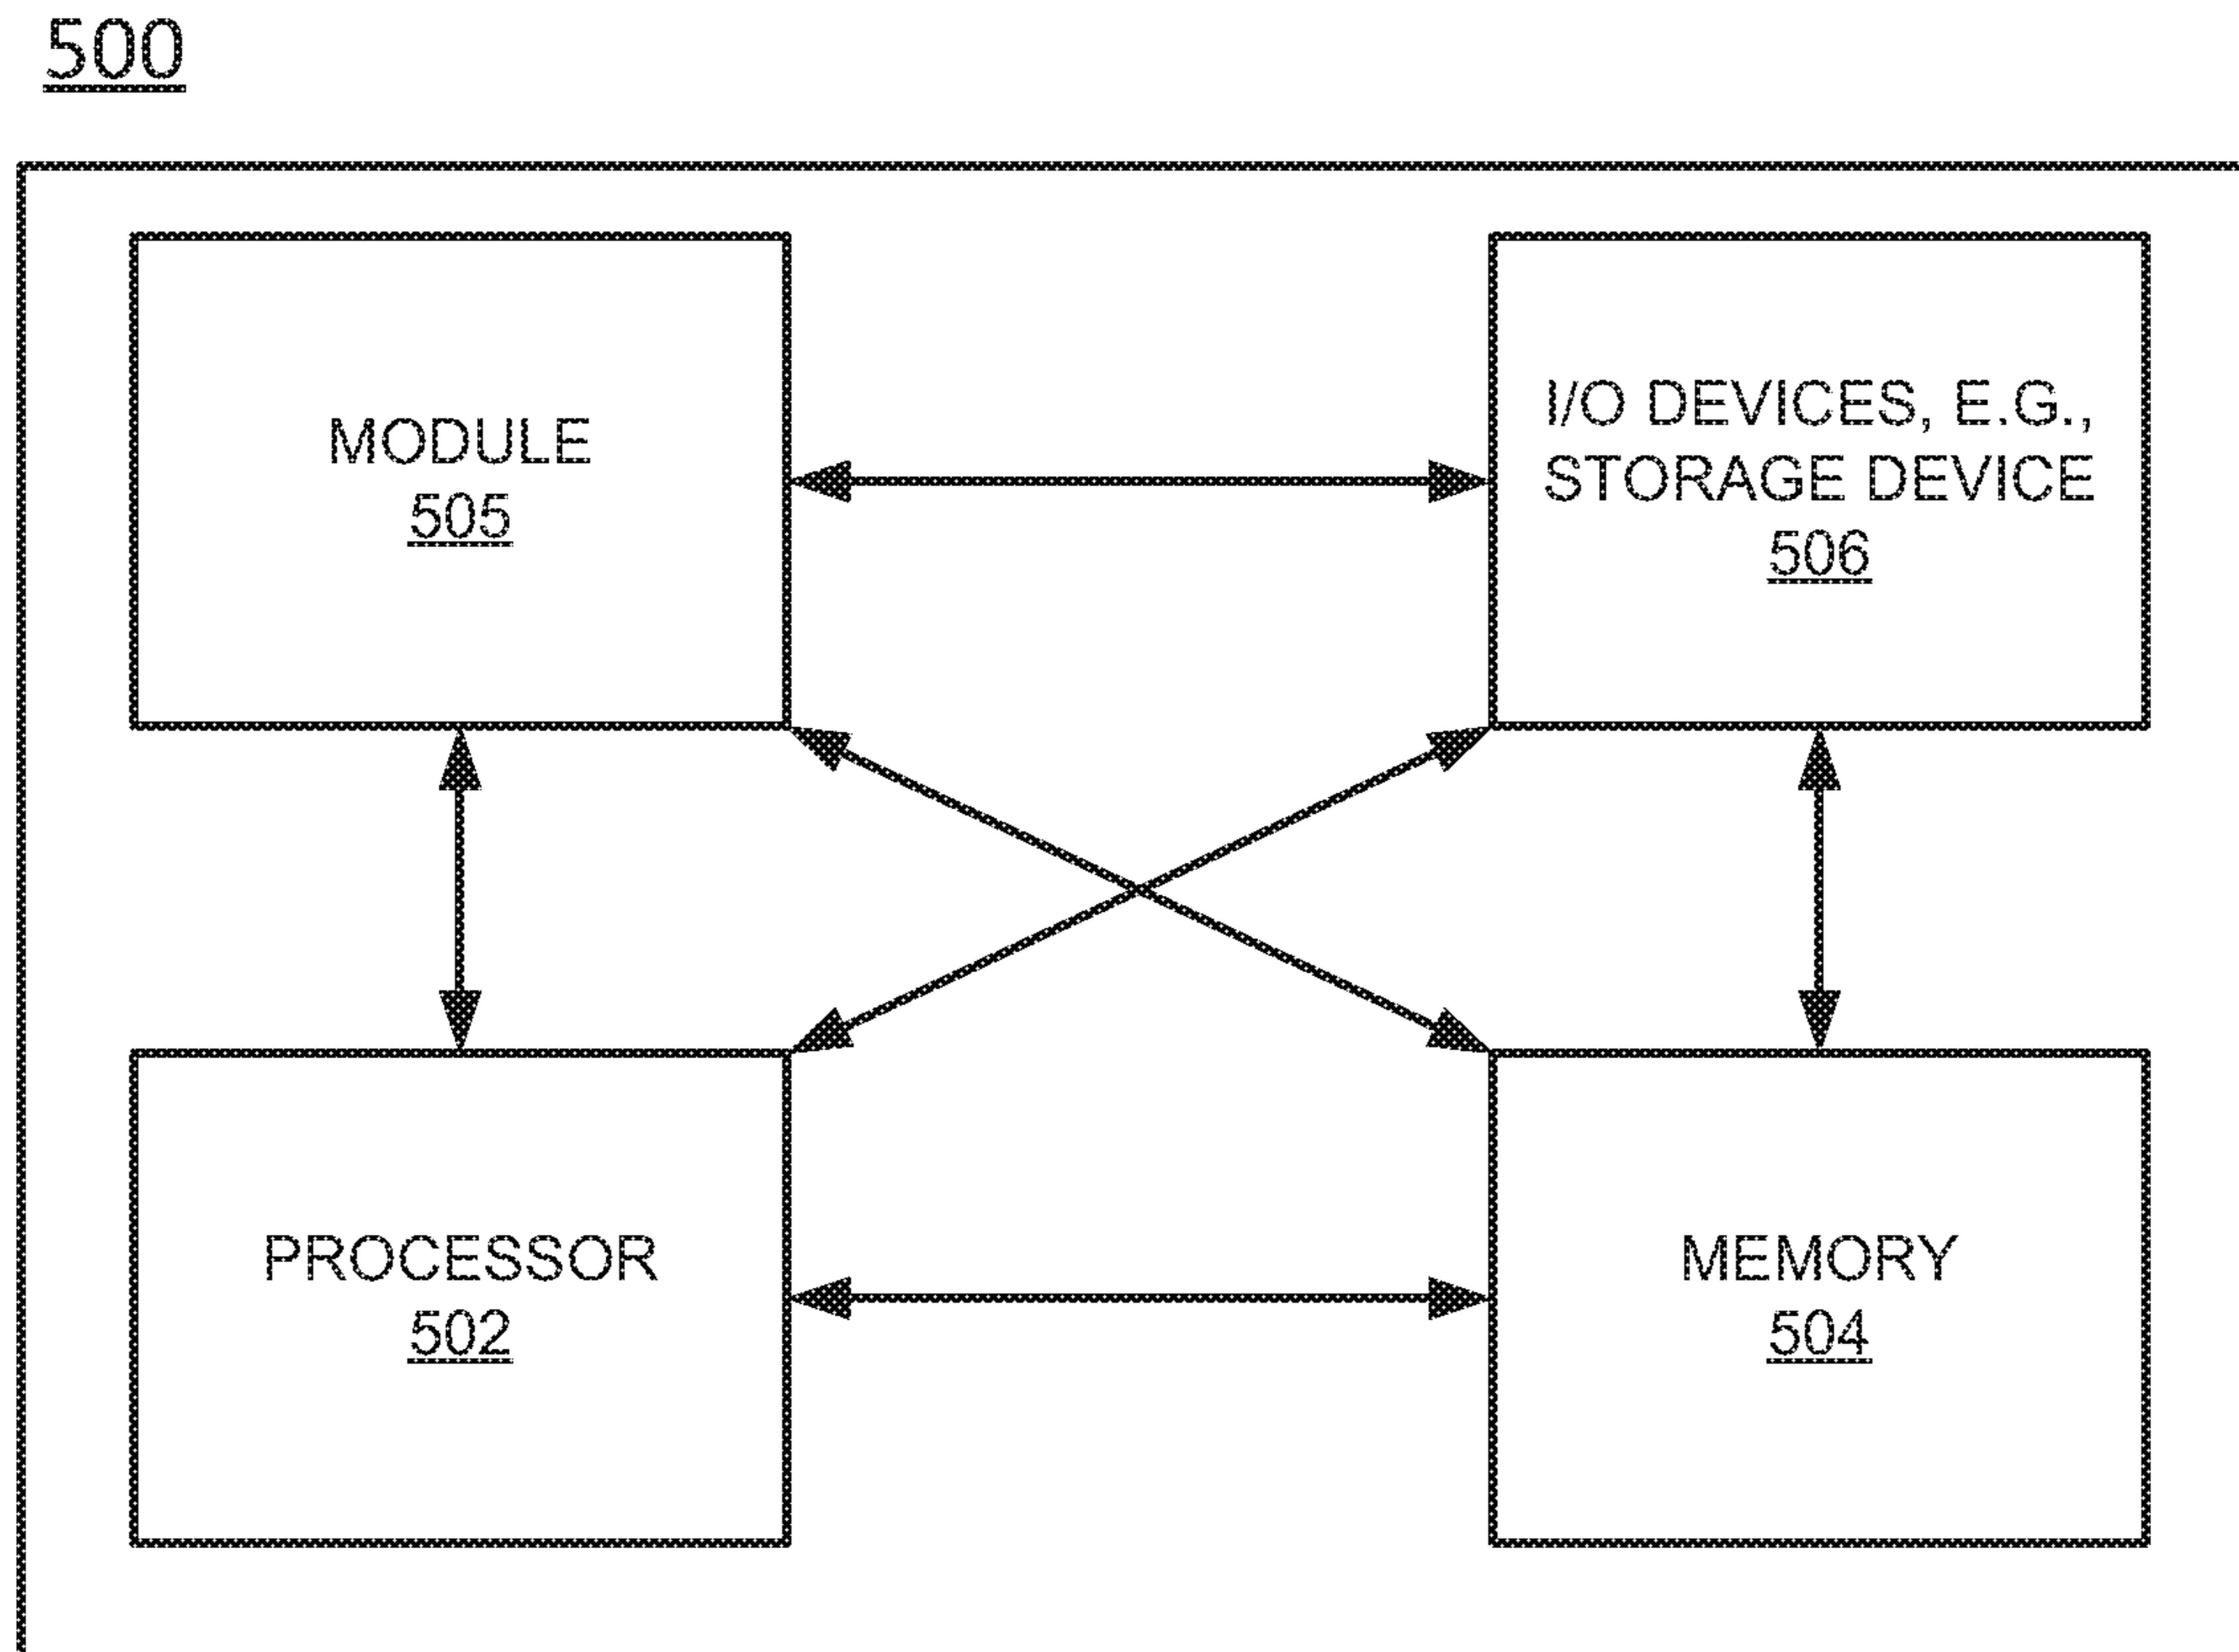 500
MODULE
505
I/O DEVICES, E.G.,
STORAGE DEVICE
506
PROCESSOR
502
MEMORY
504